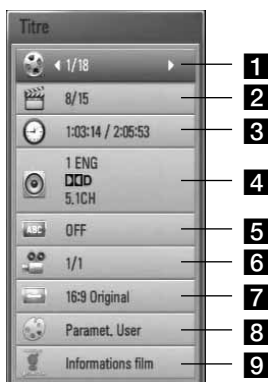 Titre
1/18 1
8/15 2
1:03:14 / 2:05:53 3
1 ENG
D
5.1CH
4
ABC OFF 5
1/1 6
16:9 Original 7
Paramet. User 8
Informations film 9